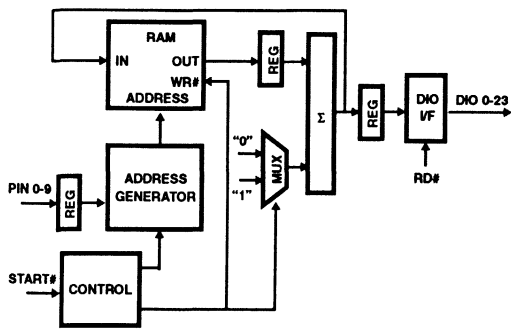 RAM
IN
OUT
WR#
ADDRESS
REG
Σ
REG
DIO
I/F
DIO 0-23
RD#
"0"
"1"
MUX
PIN 0-9
REG
ADDRESS
GENERATOR
START#
CONTROL